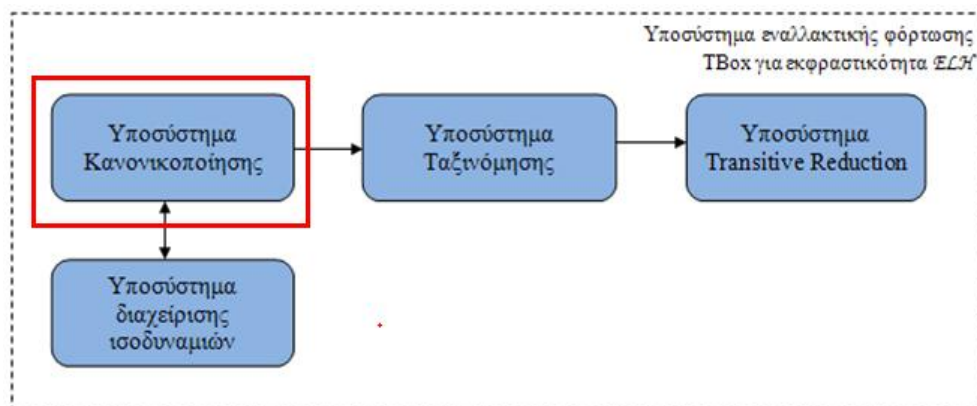 Υποσύστημα εναλλακτικής φόρτωσης
TBox για εκφραστικότητα ℰℒℋ
Υποσύστημα
Κανονικοποίησης
Υποσύστημα
Ταξινόμησης
Υποσύστημα
Transitive Reduction
Υποσύστημα
διαχείρισης
ισοδυναμιών